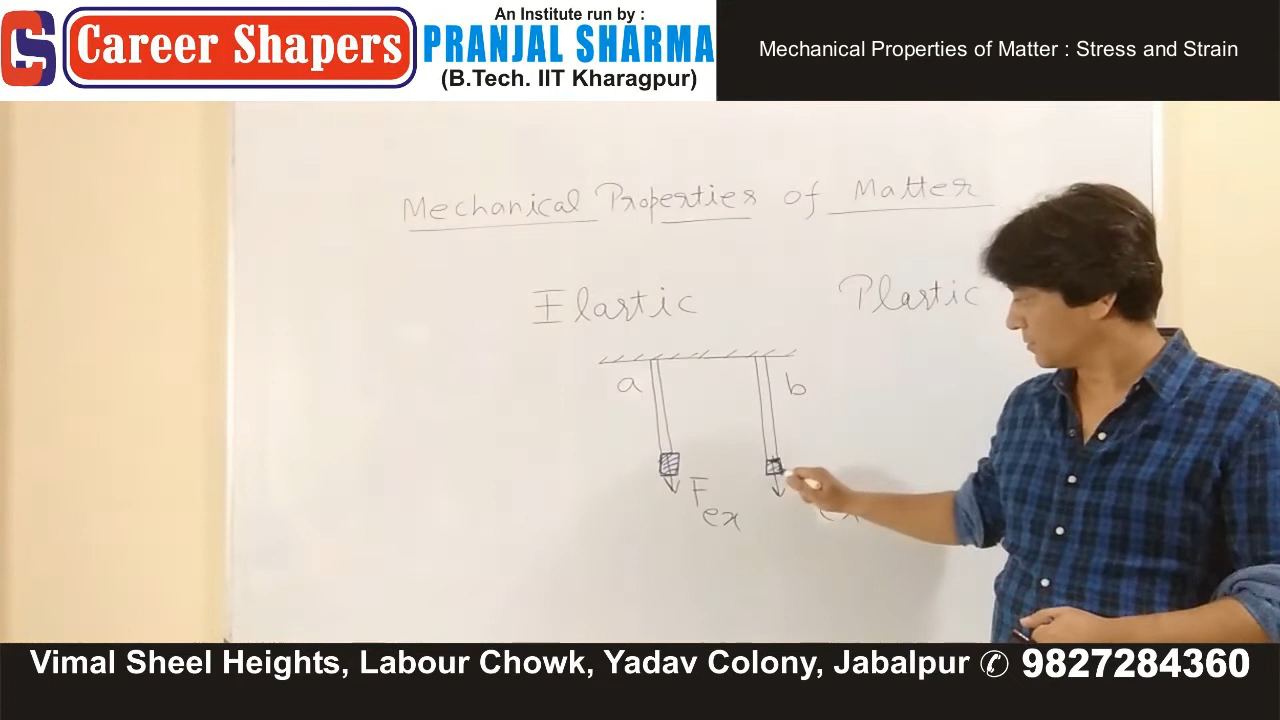 Career Shapers
An Institute run by :
PRANJAL SHARMA
(B.Tech. IIT Kharagpur)
Mechanical Properties of Matter : Stress and Strain
Mechanical Properties of Matter
Elastic Plastic
a b
F
ex ex
Vimal Sheel Heights, Labour Chowk, Yadav Colony, Jabalpur ✆ 9827284360